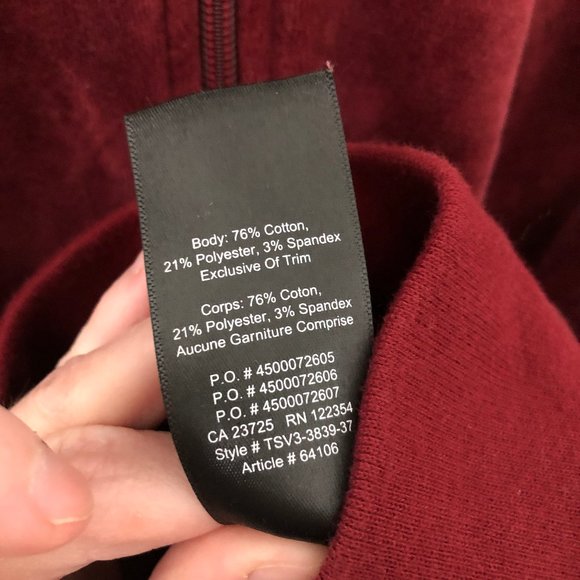 Body: 76% Cotton,
21% Polyester, 3% Spandex
Exclusive Of Trim
Corps: 76% Coton,
21% Polyester, 3% Spandex
Aucune Garniture Comprise
P.O. # 4500072605
P.O. # 4500072606
P.O. # 4500072607
CA 23725 RN 122354
Style # TSV3-3839-37
Article # 64106